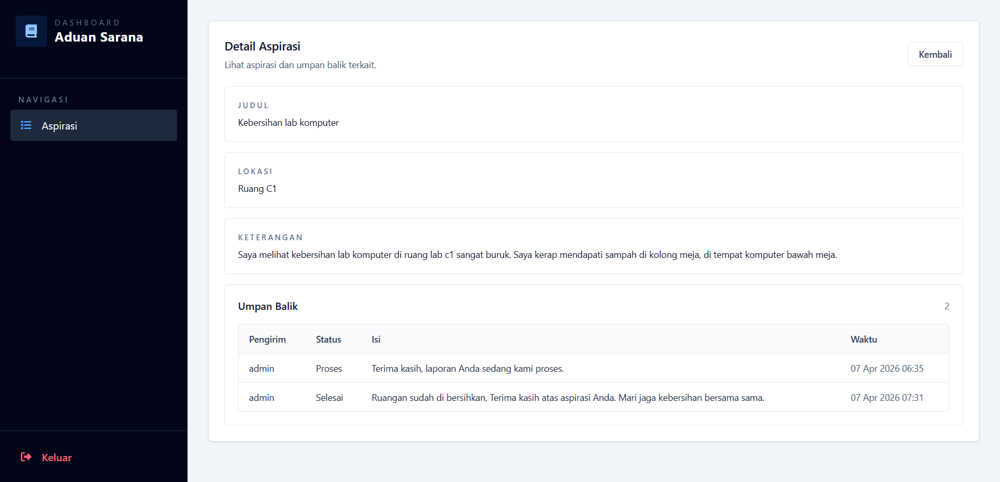 DASHBOARD
Aduan Sarana
NAVIGASI
Aspirasi
Keluar
Detail Aspirasi
Lihat aspirasi dan umpan balik terkait.
Kembali
JUDUL
Kebersihan lab komputer
LOKASI
Ruang C1
KETERANGAN
Saya melihat kebersihan lab komputer di ruang lab c1 sangat buruk. Saya kerap mendapati sampah di kolong meja, di tempat komputer bawah meja.
Umpan Balik 2
Pengirim Status Isi Waktu
admin Proses Terima kasih, laporan Anda sedang kami proses. 07 Apr 2026 06:35
admin Selesai Ruangan sudah di bersihkan, Terima kasih atas aspirasi Anda. Mari jaga kebersihan bersama sama. 07 Apr 2026 07:31